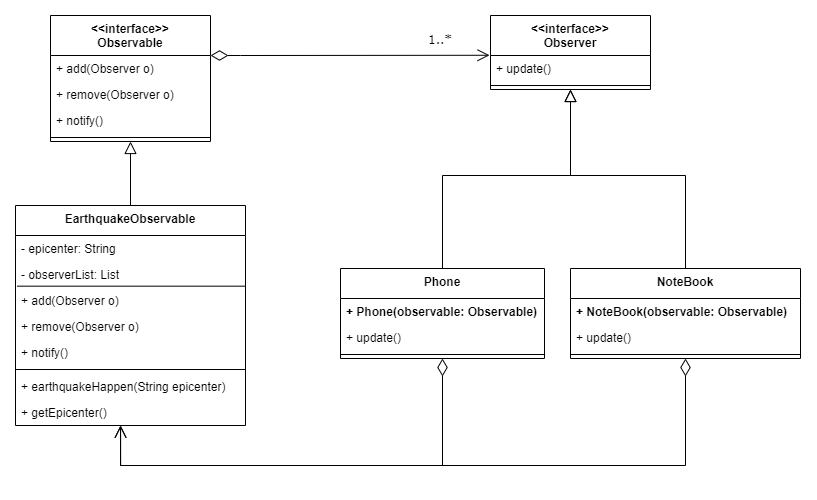 <<interface>>
Observable
+ add(Observer o)
+ remove(Observer o)
+ notify()
1..*
<<interface>>
Observer
+ update()
EarthquakeObservable
- epicenter: String
- observerList: List
+ add(Observer o)
+ remove(Observer o)
+ notify()
+ earthquakeHappen(String epicenter)
+ getEpicenter()
Phone
+ Phone(observable: Observable)
+ update()
NoteBook
+ NoteBook(observable: Observable)
+ update()